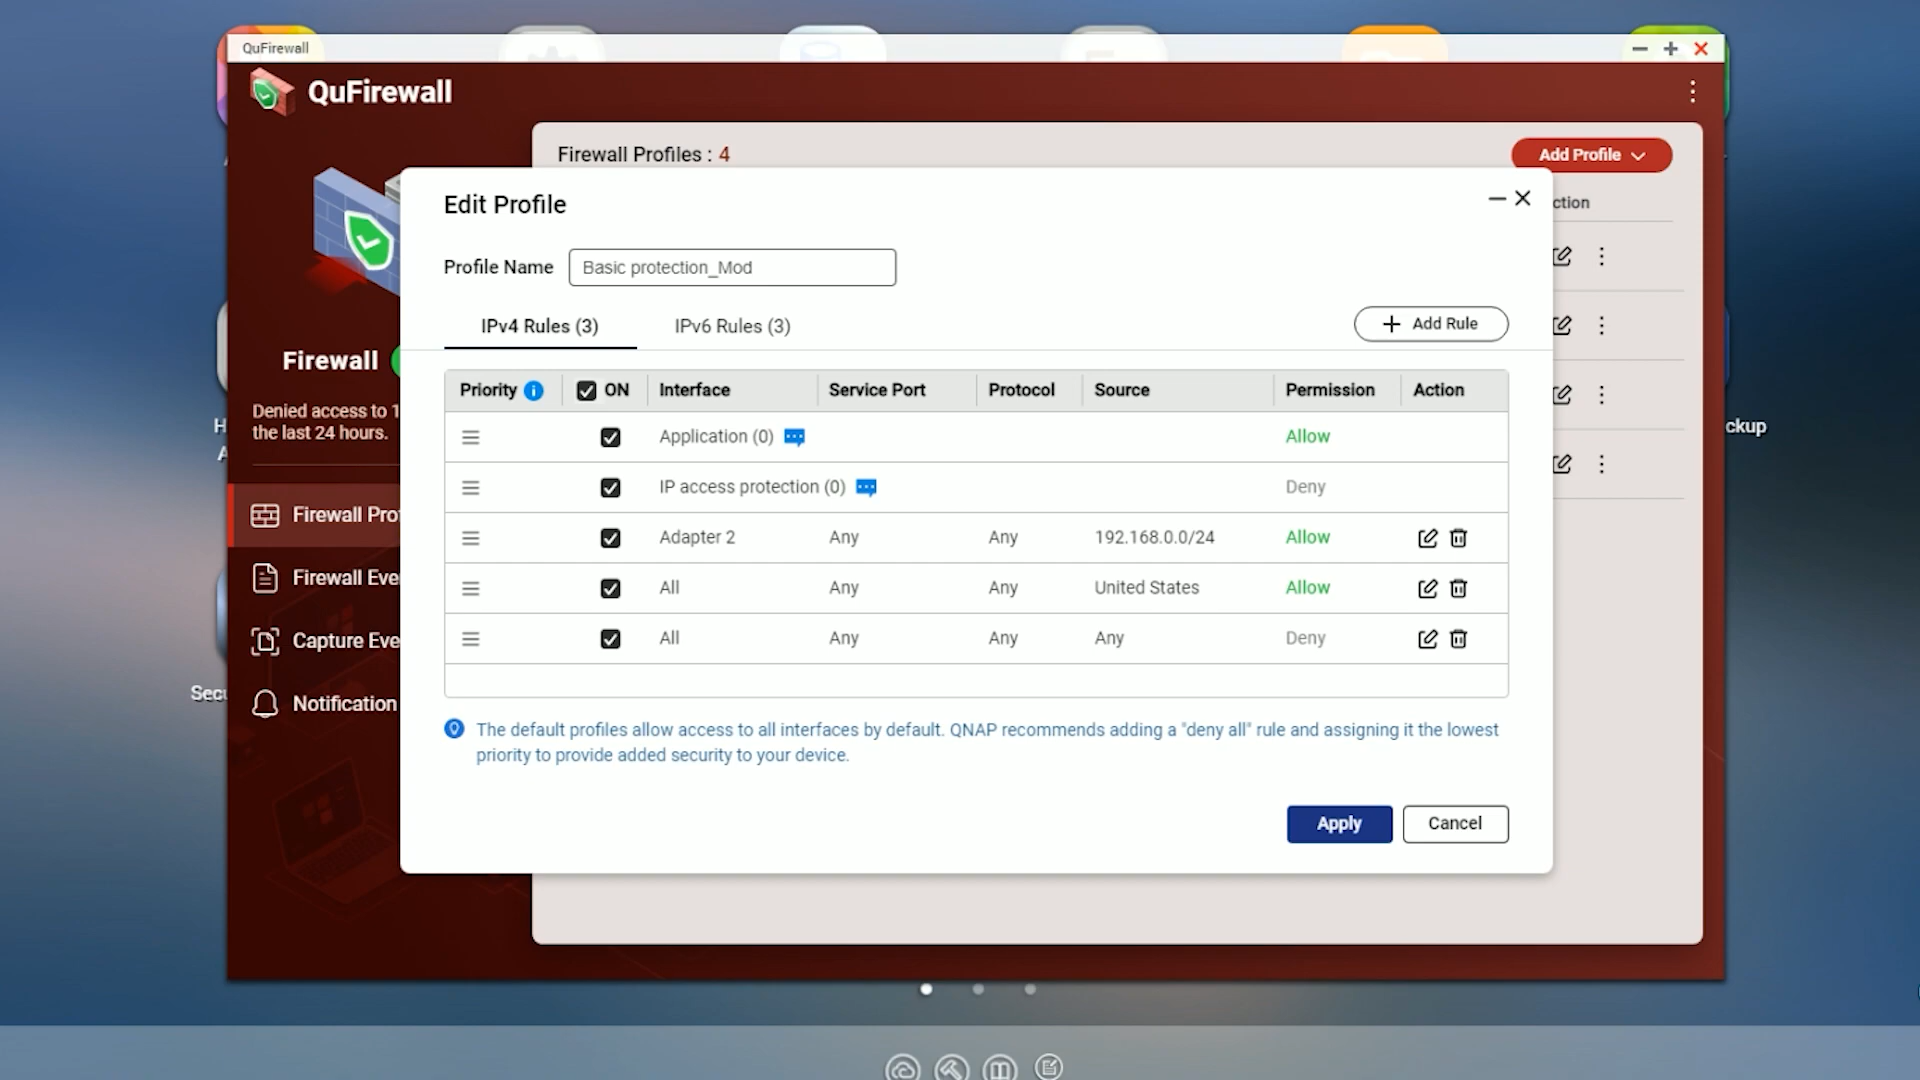 QuFirewall
QuFirewall
Firewall Profiles : 4
Add Profile
Edit Profile
Profile Name Basic protection_Mod
IPv4 Rules (3) IPv6 Rules (3) Add Rule
Priority ON Interface Service Port Protocol Source Permission Action
Application (0) Allow
IP access protection (0) Deny
Adapter 2 Any Any 192.168.0.0/24 Allow
All Any Any United States Allow
All Any Any Any Deny
The default profiles allow access to all interfaces by default. QNAP recommends adding a "deny all" rule and assigning it the lowest
priority to provide added security to your device.
Apply Cancel
Firewall
Denied access to 1
the last 24 hours.
Firewall Pro
Firewall Eve
Capture Eve
Notification
ction
ckup
Secu